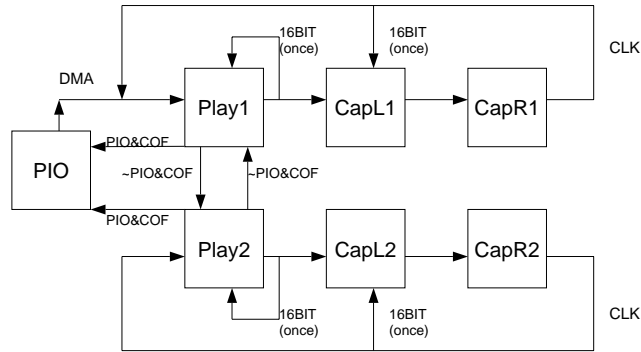 16BIT
(once)
16BIT
(once)
CLK
DMA
Play1
CapL1
CapR1
PIO&COF
PIO
~PIO&COF
~PIO&COF
PIO&COF
Play2
CapL2
CapR2
16BIT
(once)
16BIT
(once)
CLK